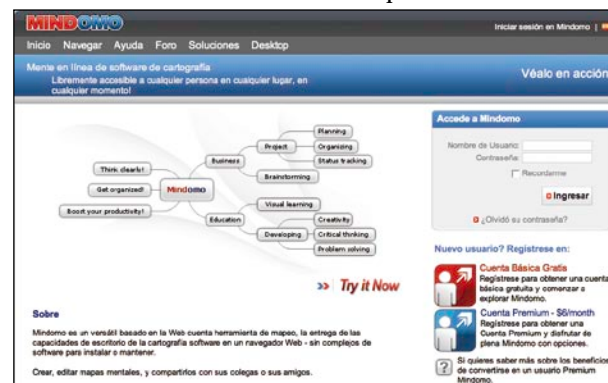 MINDOMO
Iniciar sesión en Mindomo |
Inicio Navegar Ayuda Foro Soluciones Desktop
Mente en línea de software de cartografía
Libremente accesible a cualquier persona en cualquier lugar, en
cualquier momento!
Véalo en acción
Think clearly!
Get organized!
Boost your productivity!
Mindomo
Business
Education
Project
Brainstorming
Planning
Organizing
Status tracking
Visual learning
Developing
Creativity
Critical thinking
Problem solving
>> Try it Now
Sobre
Mindomo es un versátil basado en la Web cuenta herramienta de mapeo, la entrega de las
capacidades de escritorio de la cartografía software en un navegador Web - sin complejos de
software para instalar o mantener.
Crear, editar mapas mentales, y compartirlos con sus colegas o sus amigos.
Accede a Mindomo
Nombre de Usuario:
Contraseña:
Recordarme
Ingresar
¿Olvidó su contraseña?
Nuevo usuario? Registrese en:
Cuenta Básica Gratis
Regístrese para obtener una cuenta
básica gratuita y comenzar a
explorar Mindomo.
Cuenta Premium - $6/month
Regístrese para obtener una
Cuenta Premium y disfrutar de
plena Mindomo con opciones.
? Si quieres saber más sobre los beneficios
de convertirse en un usuario Premium
Mindomo.